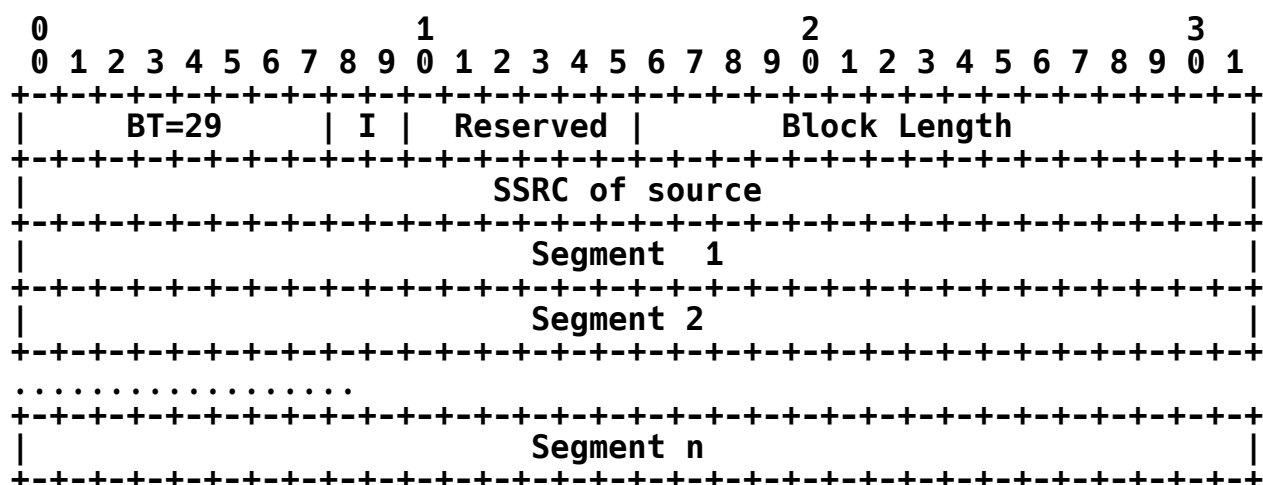 0                   1                   2                   3
 0 1 2 3 4 5 6 7 8 9 0 1 2 3 4 5 6 7 8 9 0 1 2 3 4 5 6 7 8 9 0 1
+-+-+-+-+-+-+-+-+-+-+-+-+-+-+-+-+-+-+-+-+-+-+-+-+-+-+-+-+-+-+-+-+
|     BT=29     | I |  Reserved |       Block Length            |
+-+-+-+-+-+-+-+-+-+-+-+-+-+-+-+-+-+-+-+-+-+-+-+-+-+-+-+-+-+-+-+-+
|                        SSRC of source                         |
+-+-+-+-+-+-+-+-+-+-+-+-+-+-+-+-+-+-+-+-+-+-+-+-+-+-+-+-+-+-+-+-+
|                          Segment  1                           |
+-+-+-+-+-+-+-+-+-+-+-+-+-+-+-+-+-+-+-+-+-+-+-+-+-+-+-+-+-+-+-+-+
|                          Segment 2                            |
+-+-+-+-+-+-+-+-+-+-+-+-+-+-+-+-+-+-+-+-+-+-+-+-+-+-+-+-+-+-+-+-+
..................
+-+-+-+-+-+-+-+-+-+-+-+-+-+-+-+-+-+-+-+-+-+-+-+-+-+-+-+-+-+-+-+-+
|                          Segment n                            |
+-+-+-+-+-+-+-+-+-+-+-+-+-+-+-+-+-+-+-+-+-+-+-+-+-+-+-+-+-+-+-+-+